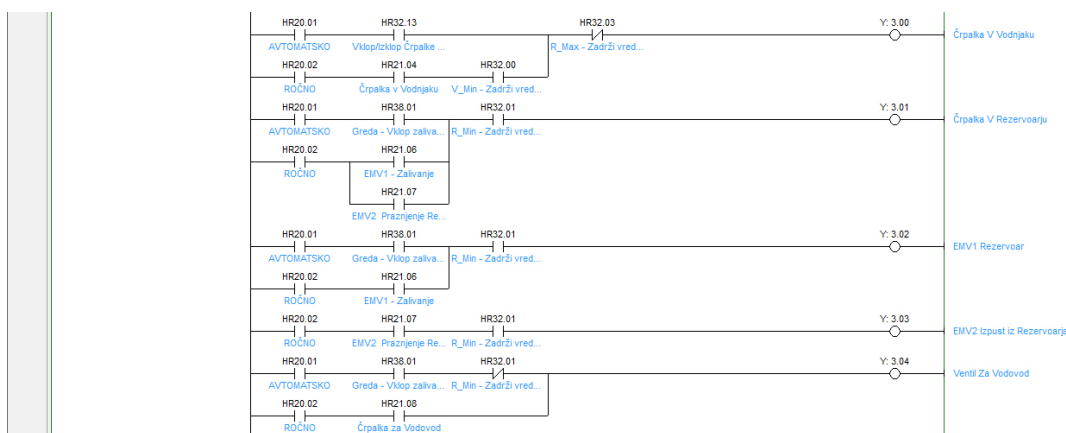 HR20.01 HR32.13 HR32.03 Y: 3.00
AVTOMATSKO Vklop/Izklop Črpalke ... R_Max - Zadrži vred... Črpalka V Vodnjaku
HR20.02 HR21.04 HR32.00
ROČNO Črpalka v Vodnjaku V_Min - Zadrži vred...
HR20.01 HR38.01 HR32.01 Y: 3.01
AVTOMATSKO Greda - Vklop zaliva... R_Min - Zadrži vred... Črpalka V Rezervoarju
HR20.02 HR21.06
ROČNO EMV1 - Zalivanje
HR21.07
EMV2 Praznjenje Re...
HR20.01 HR38.01 HR32.01 Y: 3.02
AVTOMATSKO Greda - Vklop zaliva... R_Min - Zadrži vred... EMV1 Rezervoar
HR20.02 HR21.06
ROČNO EMV1 - Zalivanje
HR20.02 HR21.07 HR32.01 Y: 3.03
ROČNO EMV2 Praznjenje Re... R_Min - Zadrži vred... EMV2 Izpust iz Rezervoarja
HR20.01 HR38.01 HR32.01 Y: 3.04
AVTOMATSKO Greda - Vklop zaliva... R_Min - Zadrži vred... Ventil Za Vodovod
HR20.02 HR21.08
ROČNO Črpalka za Vodovod